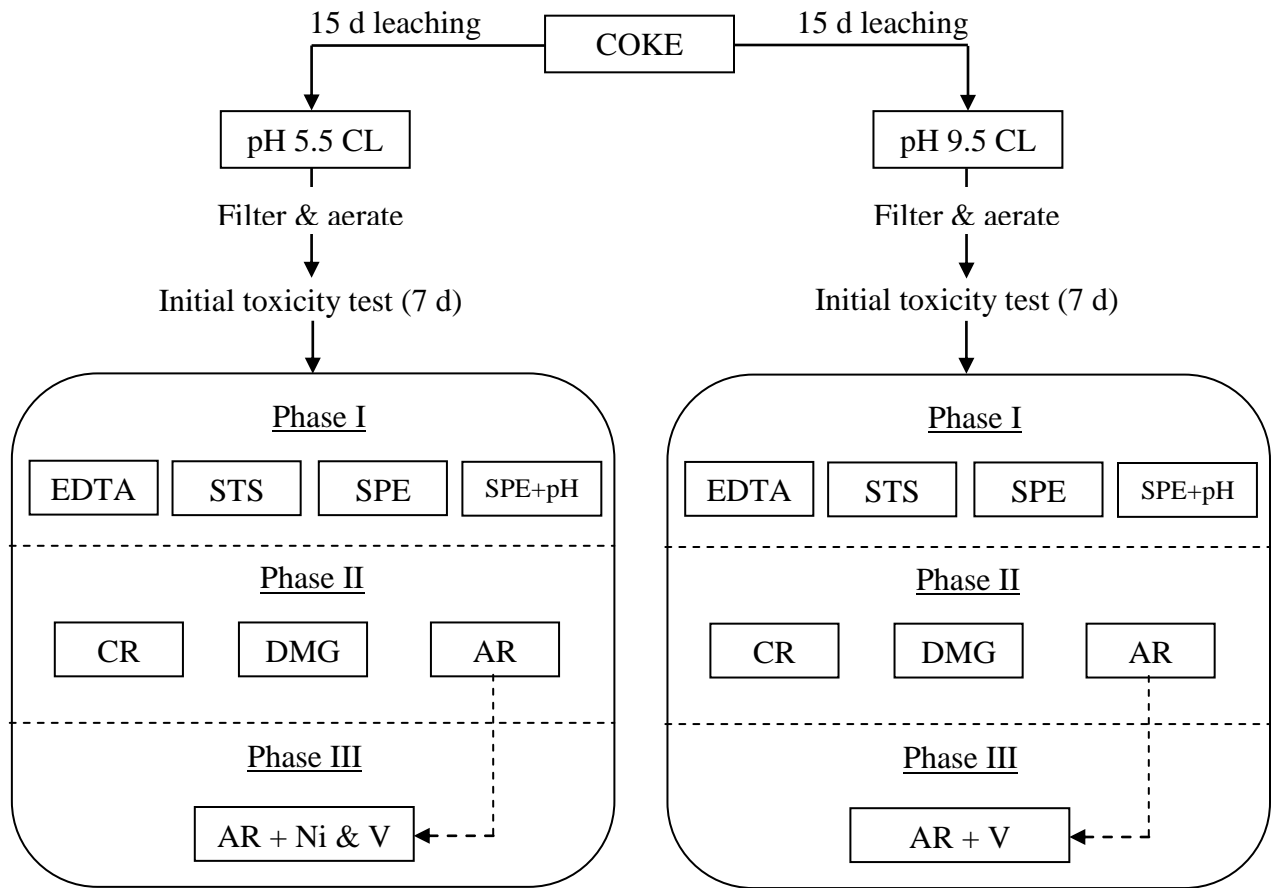 15 d leaching
COKE
15 d leaching
pH 5.5 CL
pH 9.5 CL
Filter & aerate
Filter & aerate
Initial toxicity test (7 d)
Initial toxicity test (7 d)
Phase I
EDTA
STS
SPE
SPE+pH
Phase II
CR
DMG
AR
Phase III
AR + Ni & V
Phase I
EDTA
STS
SPE
SPE+pH
Phase II
CR
DMG
AR
Phase III
AR + V